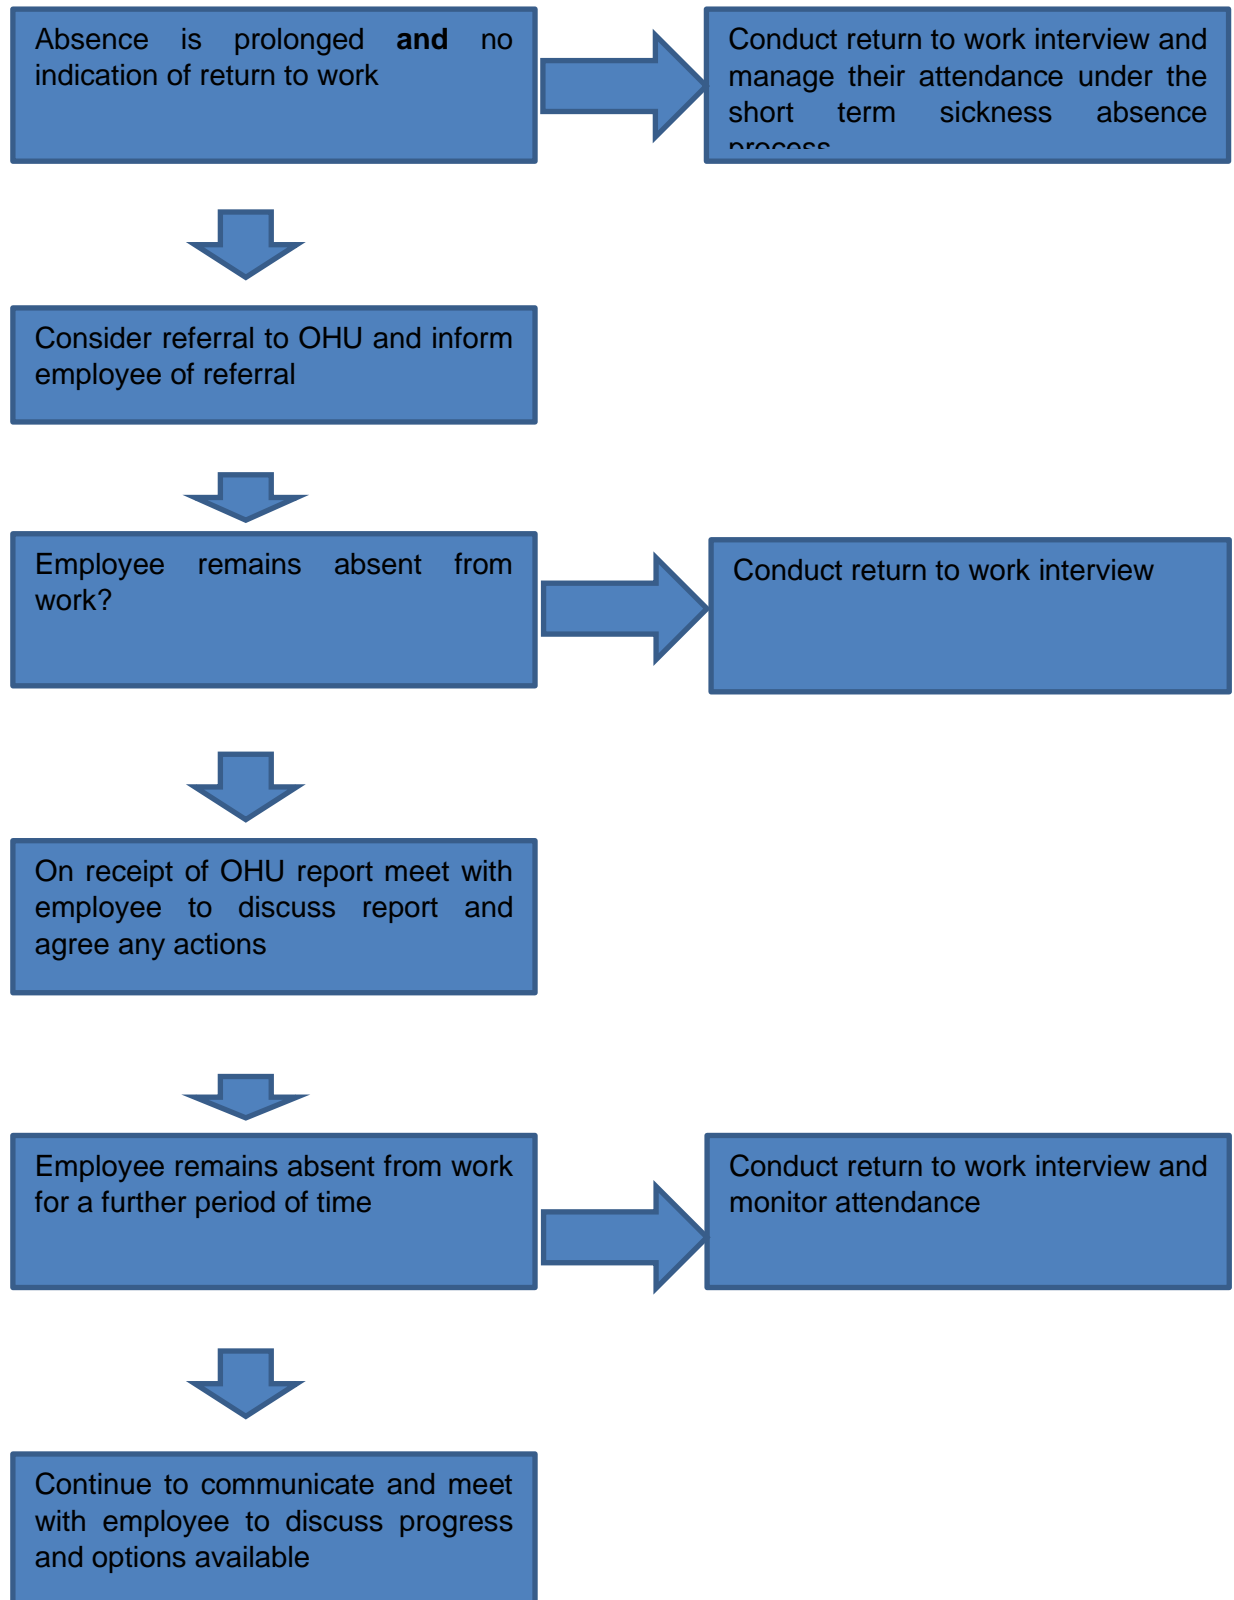 Absence is prolonged and no
indication of return to work
Conduct return to work interview and
manage their attendance under the
short term sickness absence
process
Consider referral to OHU and inform
employee of referral
Employee remains absent from
work?
Conduct return to work interview
On receipt of OHU report meet with
employee to discuss report and
agree any actions
Employee remains absent from work
for a further period of time
Conduct return to work interview and
monitor attendance
Continue to communicate and meet
with employee to discuss progress
and options available